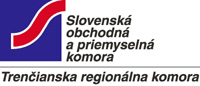 Slovenská
obchodná
a priemyselná
komora
Trenčianska regionálna komora